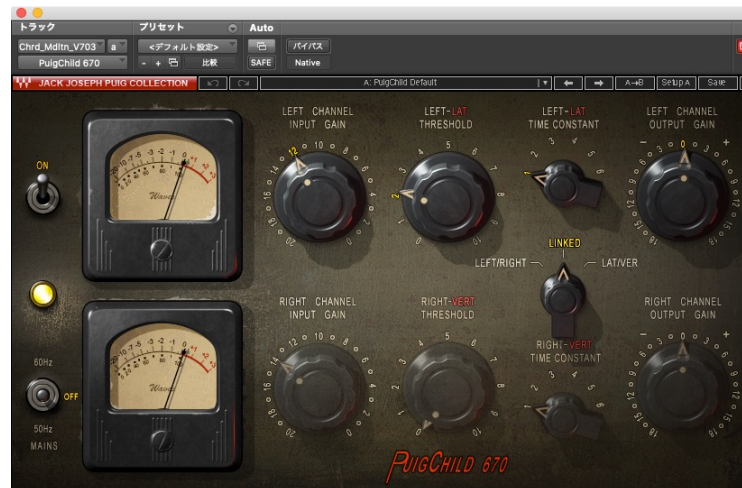 トラック プリセット Auto
Chrd_Mdltn_V703 a <デフォルト設定> バイパス
PuigChild 670 - + 比較 SAFE Native
JACK JOSEPH PUIG COLLECTION A: PuigChild Default A→B Setup A Save
LEFT CHANNEL INPUT GAIN
LEFT-LAT THRESHOLD
LEFT-LAT TIME CONSTANT
LEFT CHANNEL OUTPUT GAIN
ON
Waves
LINKED
LEFT/RIGHT LAT/VER
RIGHT CHANNEL INPUT GAIN
RIGHT-VERT THRESHOLD
RIGHT-VERT TIME CONSTANT
RIGHT CHANNEL OUTPUT GAIN
60Hz
OFF
50Hz
MAINS
Waves
PUIGCHILD 670